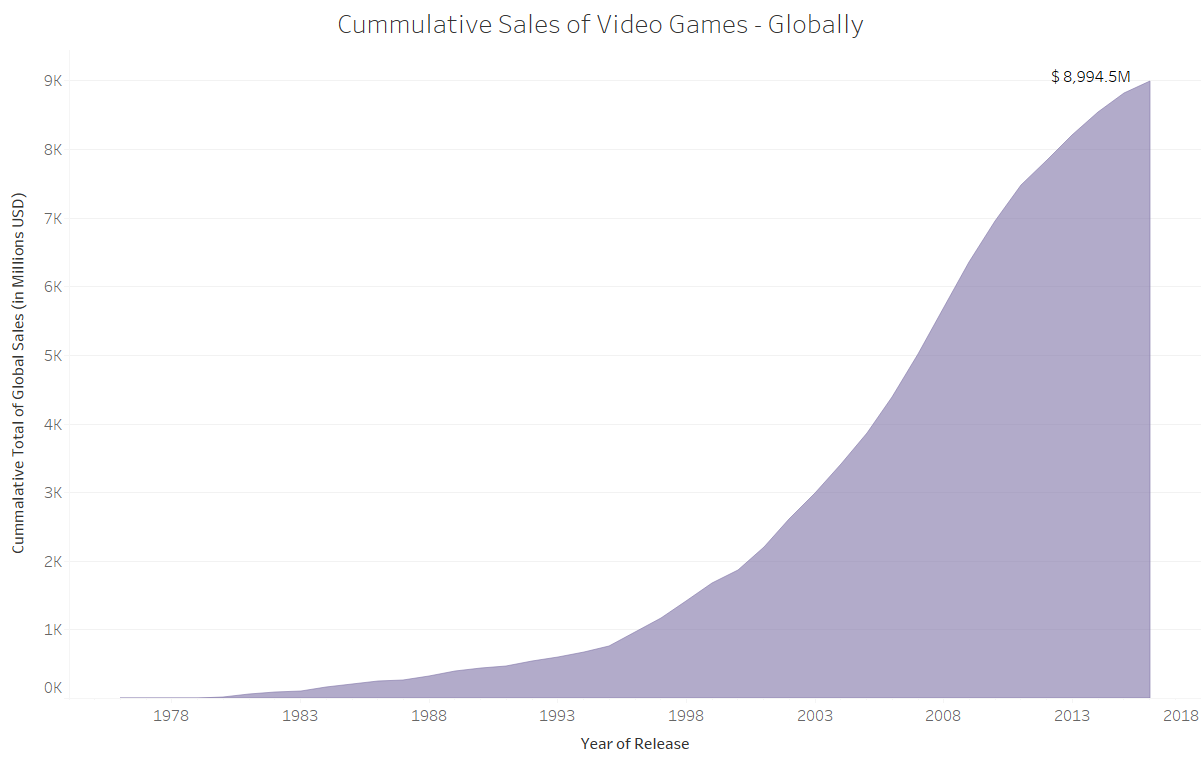 Cummulative Sales of Video Games - Globally
$ 8,994.5M
Cummalative Total of Global Sales (in Millions USD)
9K
8K
7K
6K
5K
4K
3K
2K
1K
0K
1978 1983 1988 1993 1998 2003 2008 2013 2018
Year of Release